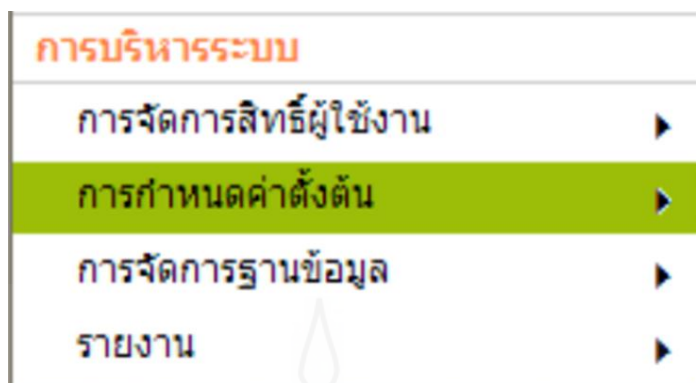 การบริหารระบบ
การจัดการสิทธิ์ผู้ใช้งาน
การกำหนดค่าตั้งต้น
การจัดการฐานข้อมูล
รายงาน